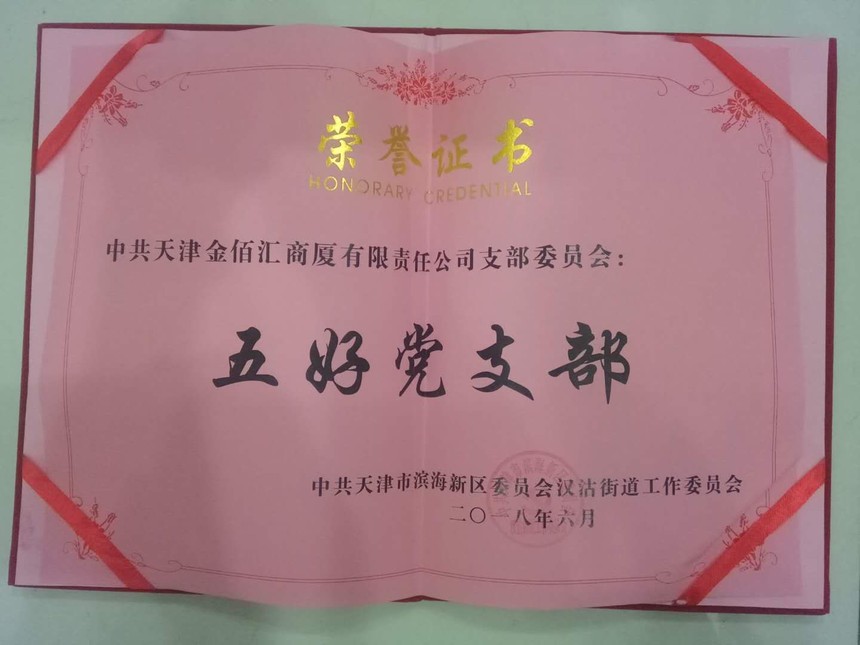 荣誉证书
HONORARY CREDENTIAL
中共天津金佰汇商厦有限责任公司支部委员会：
五好党支部
中共天津市滨海新区委员会汉沽街道工作委员会
二〇一八年六月